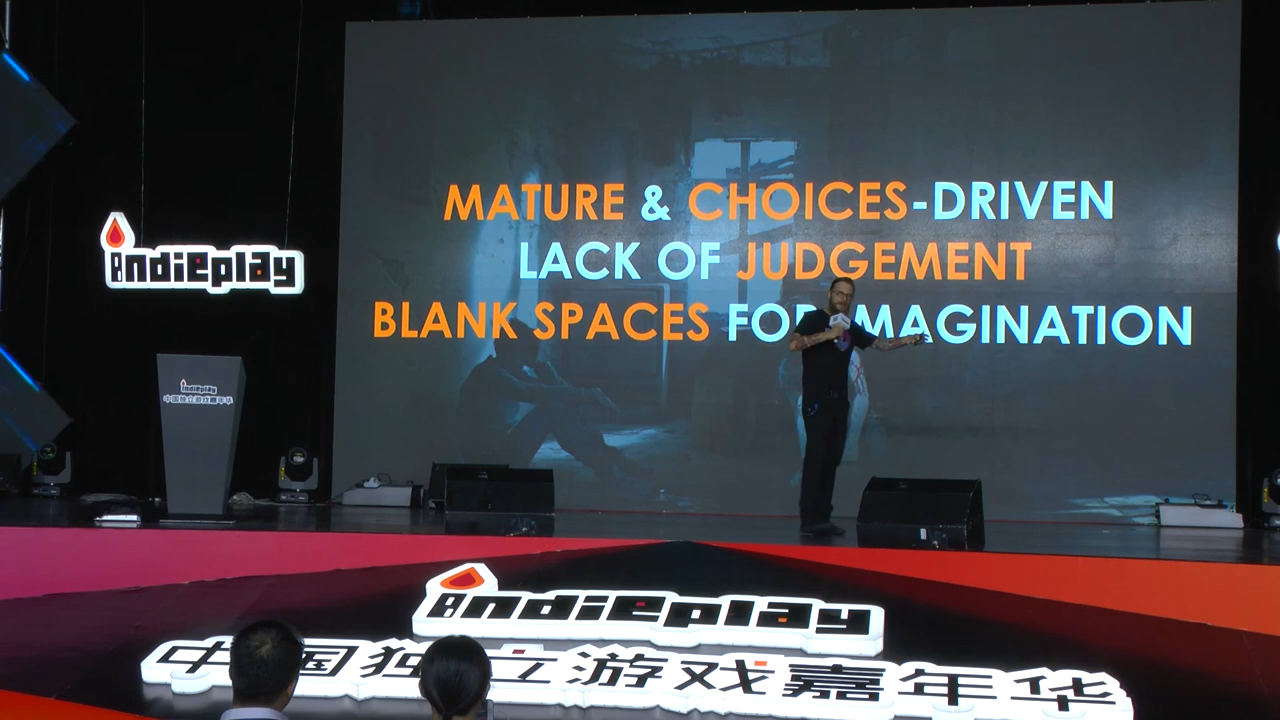 MATURE & CHOICES-DRIVEN
LACK OF JUDGEMENT
BLANK SPACES FOR IMAGINATION
indieplay
indieplay
中国独立游戏嘉年华
indieplay
中国独立游戏嘉年华